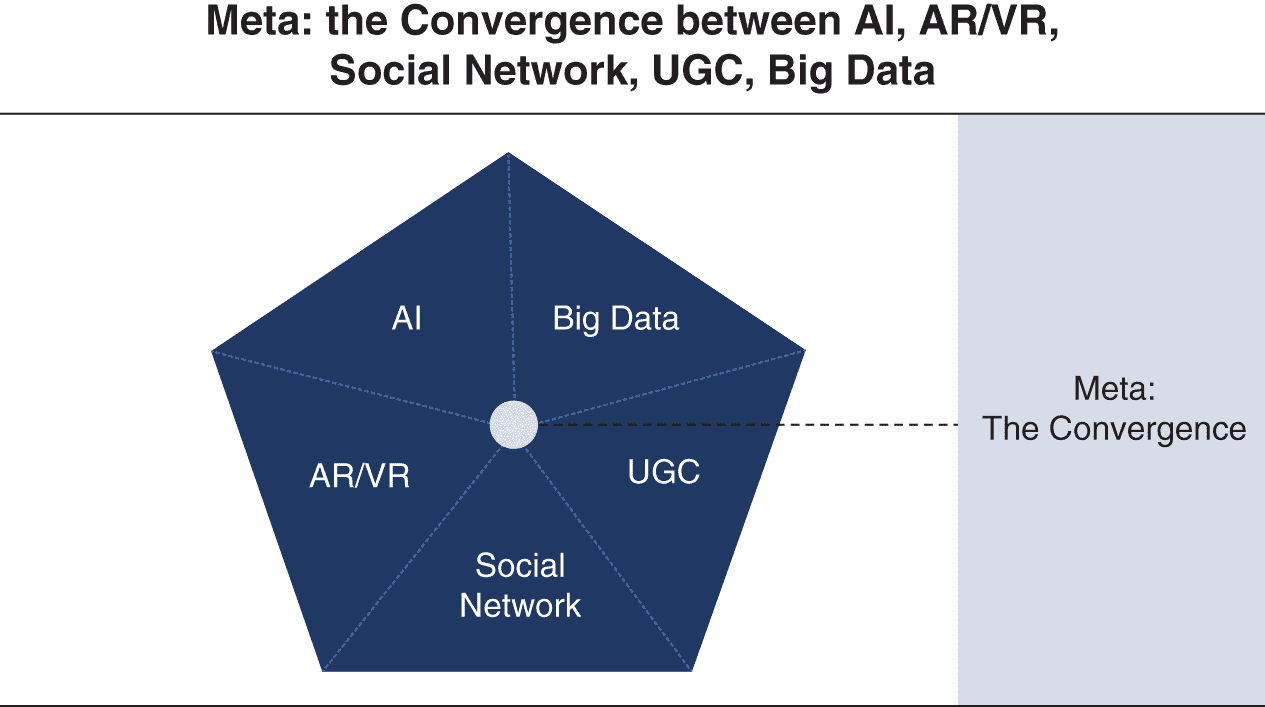 Meta: the Convergence between AI, AR/VR,
Social Network, UGC, Big Data
AI
Big Data
AR/VR
UGC
Social
Network
Meta:
The Convergence